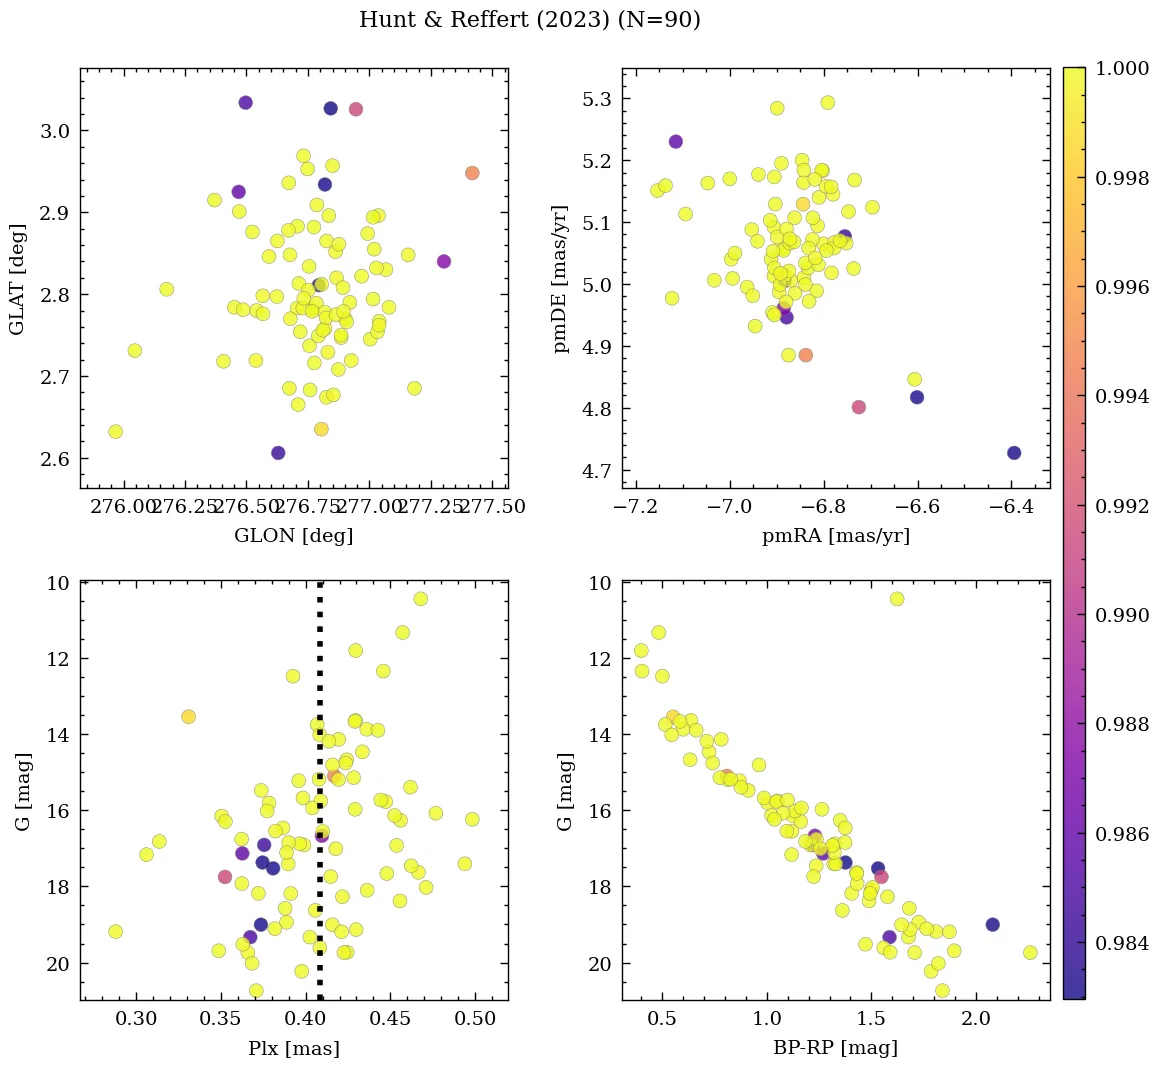 Hunt & Reffert (2023) (N=90)
3.0
2.9
2.8
2.7
2.6
GLAT [deg]
276.00 276.25 276.50 276.75 277.00 277.25 277.50
GLON [deg]
5.3
5.2
5.1
5.0
4.9
4.8
4.7
pmDE [mas/yr]
−7.2 −7.0 −6.8 −6.6 −6.4
pmRA [mas/yr]
1.000
0.998
0.996
0.994
0.992
0.990
0.988
0.986
0.984
10
12
14
16
18
20
G [mag]
0.30 0.35 0.40 0.45 0.50
Plx [mas]
10
12
14
16
18
20
G [mag]
0.5 1.0 1.5 2.0
BP-RP [mag]